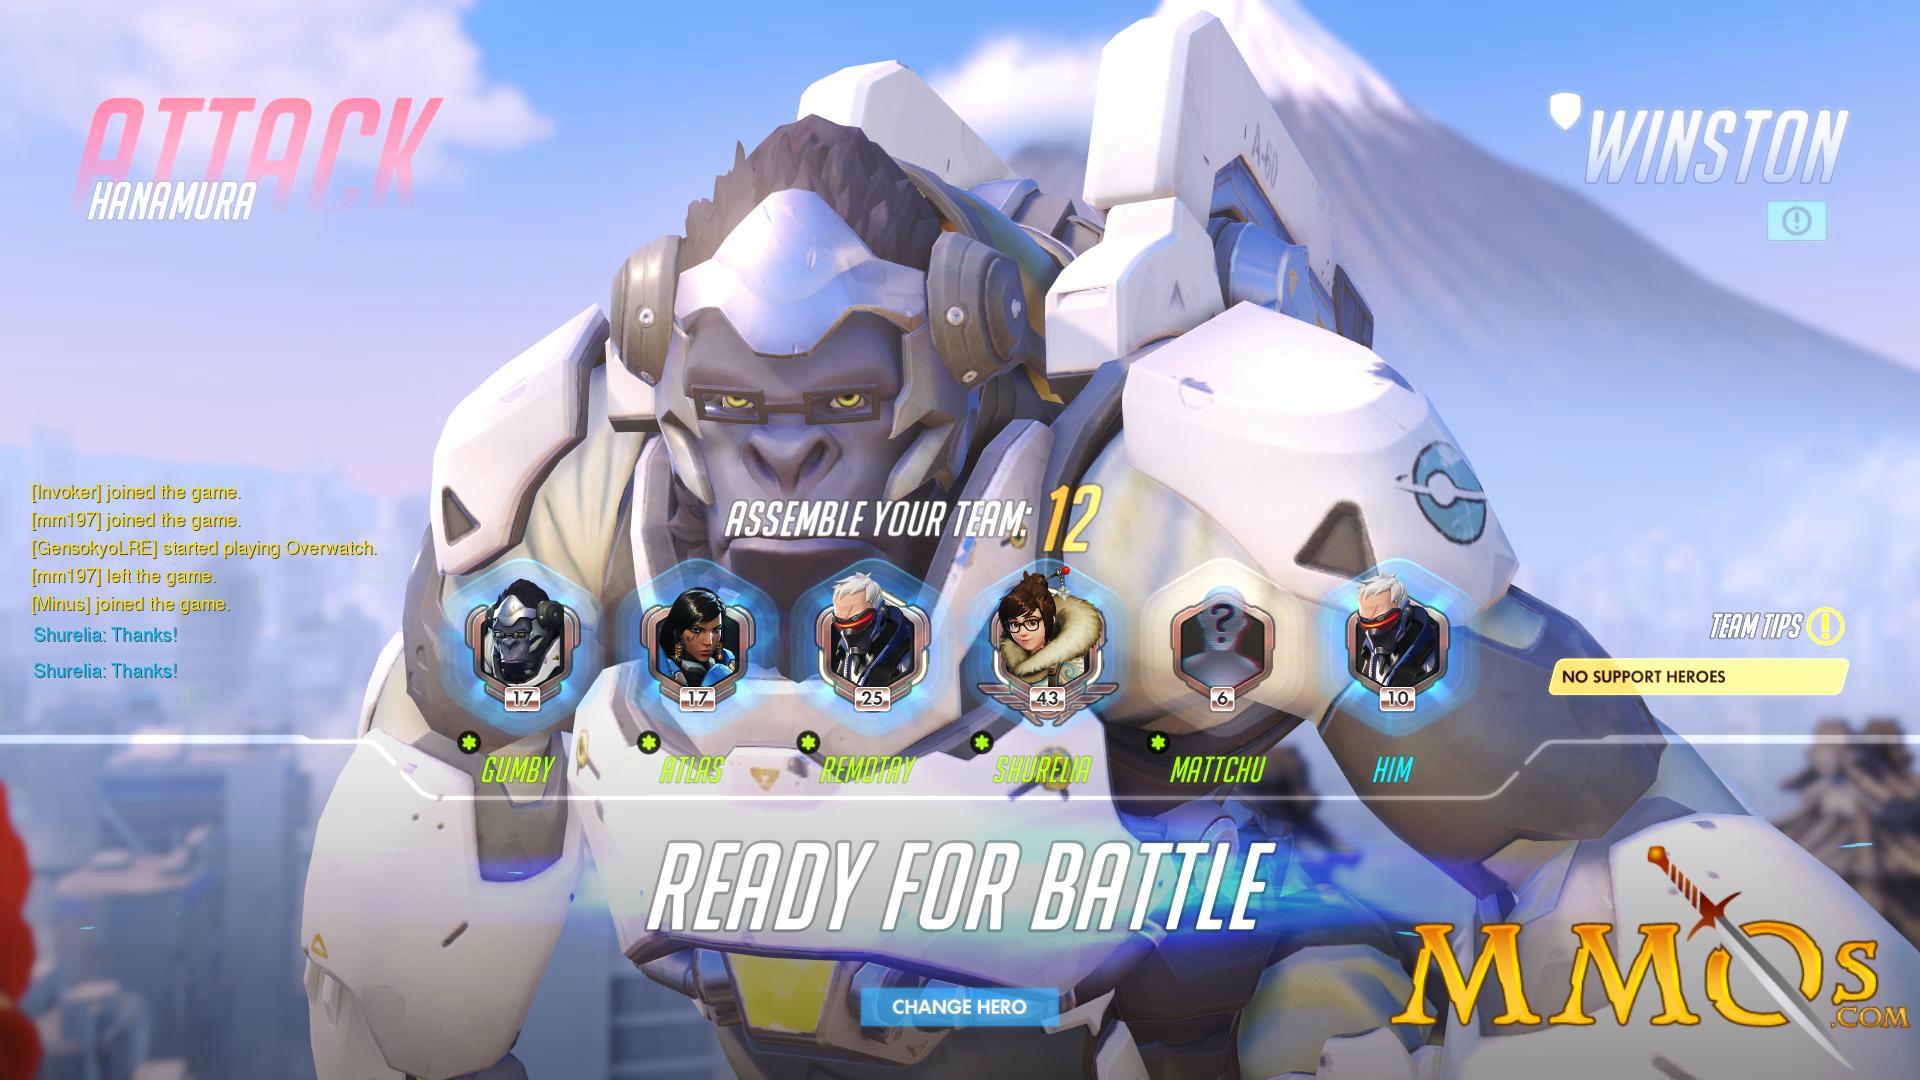 ATTACK
HANAMURA
WINSTON
A-60
[Invoker] joined the game.
[mm197] joined the game.
[GensokyoLRE] started playing Overwatch.
[mm197] left the game.
[Minus] joined the game.
Shurelia: Thanks!
Shurelia: Thanks!
ASSEMBLE YOUR TEAM: 12
17 17 25 43 ? 6 10
GUMBY ATLAS REMOTAY SHURELIA MATTCHU HIM
TEAM TIPS !
NO SUPPORT HEROES
READY FOR BATTLE
CHANGE HERO
MMOs
.COM